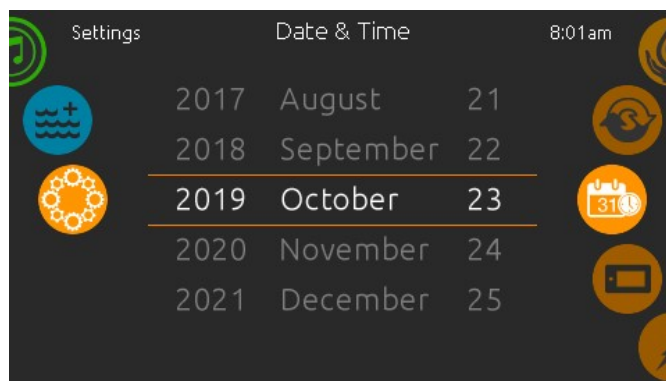 Settings Date & Time 8:01am
2017 August 21
2018 September 22
2019 October 23
31
2020 November 24
2021 December 25